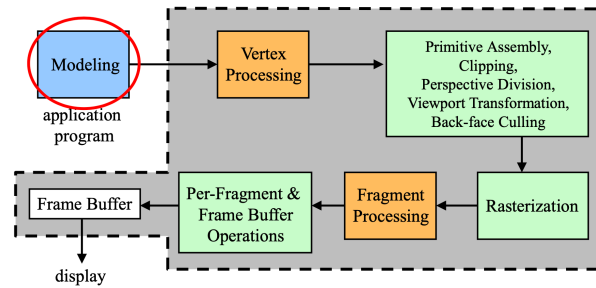 Modeling
application
program
Vertex
Processing
Primitive Assembly,
Clipping,
Perspective Division,
Viewport Transformation,
Back-face Culling
Rasterization
Fragment
Processing
Per-Fragment &
Frame Buffer
Operations
Frame Buffer
display